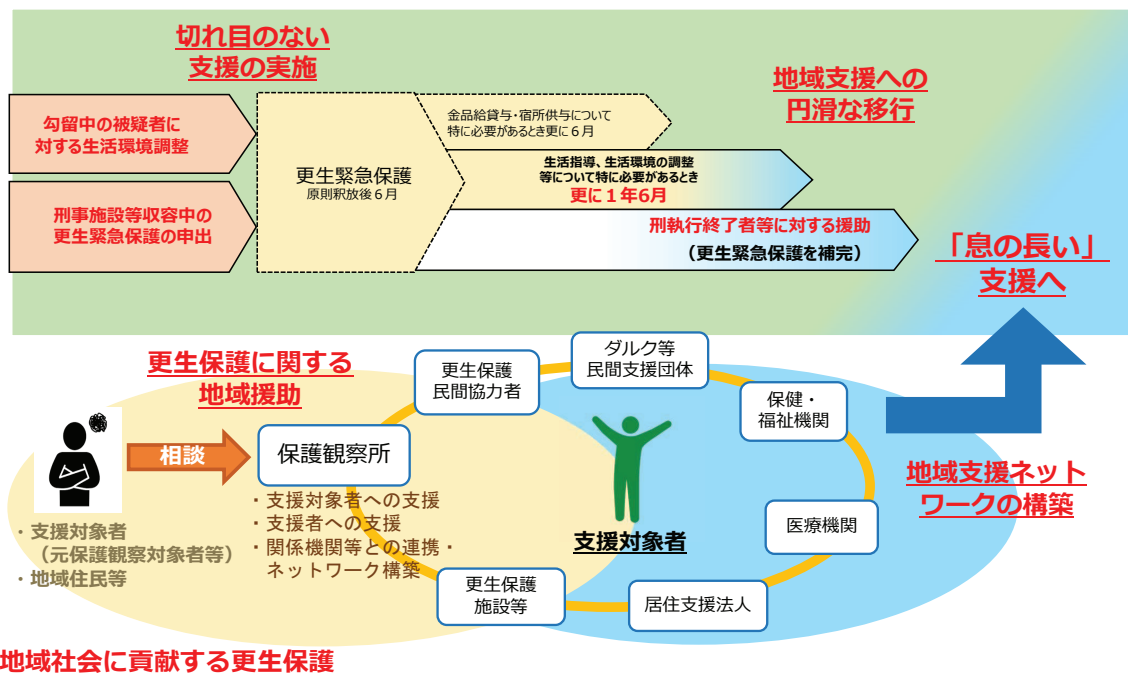 切れ目のない
支援の実施
地域支援への
円滑な移行
勾留中の被疑者に
対する生活環境調整
刑事施設等収容中の
更生緊急保護の申出
更生緊急保護
原則釈放後6月
金品給貸与・宿所供与について
特に必要があるとき更に6月
生活指導、生活環境の調整
等について特に必要があるとき
更に1年6月
刑執行終了者等に対する援助
(更生緊急保護を補完)
「息の長い」
支援へ
更生保護に関する
地域援助
相談
・支援対象者
(元保護観察対象者等)
・地域住民等
保護観察所
・支援対象者への支援
・支援者への支援
・関係機関等との連携・
ネットワーク構築
更生保護
民間協力者
ダルク等
民間支援団体
保健・
福祉機関
医療機関
居住支援法人
更生保護
施設等
支援対象者
地域支援ネット
ワークの構築
地域社会に貢献する更生保護